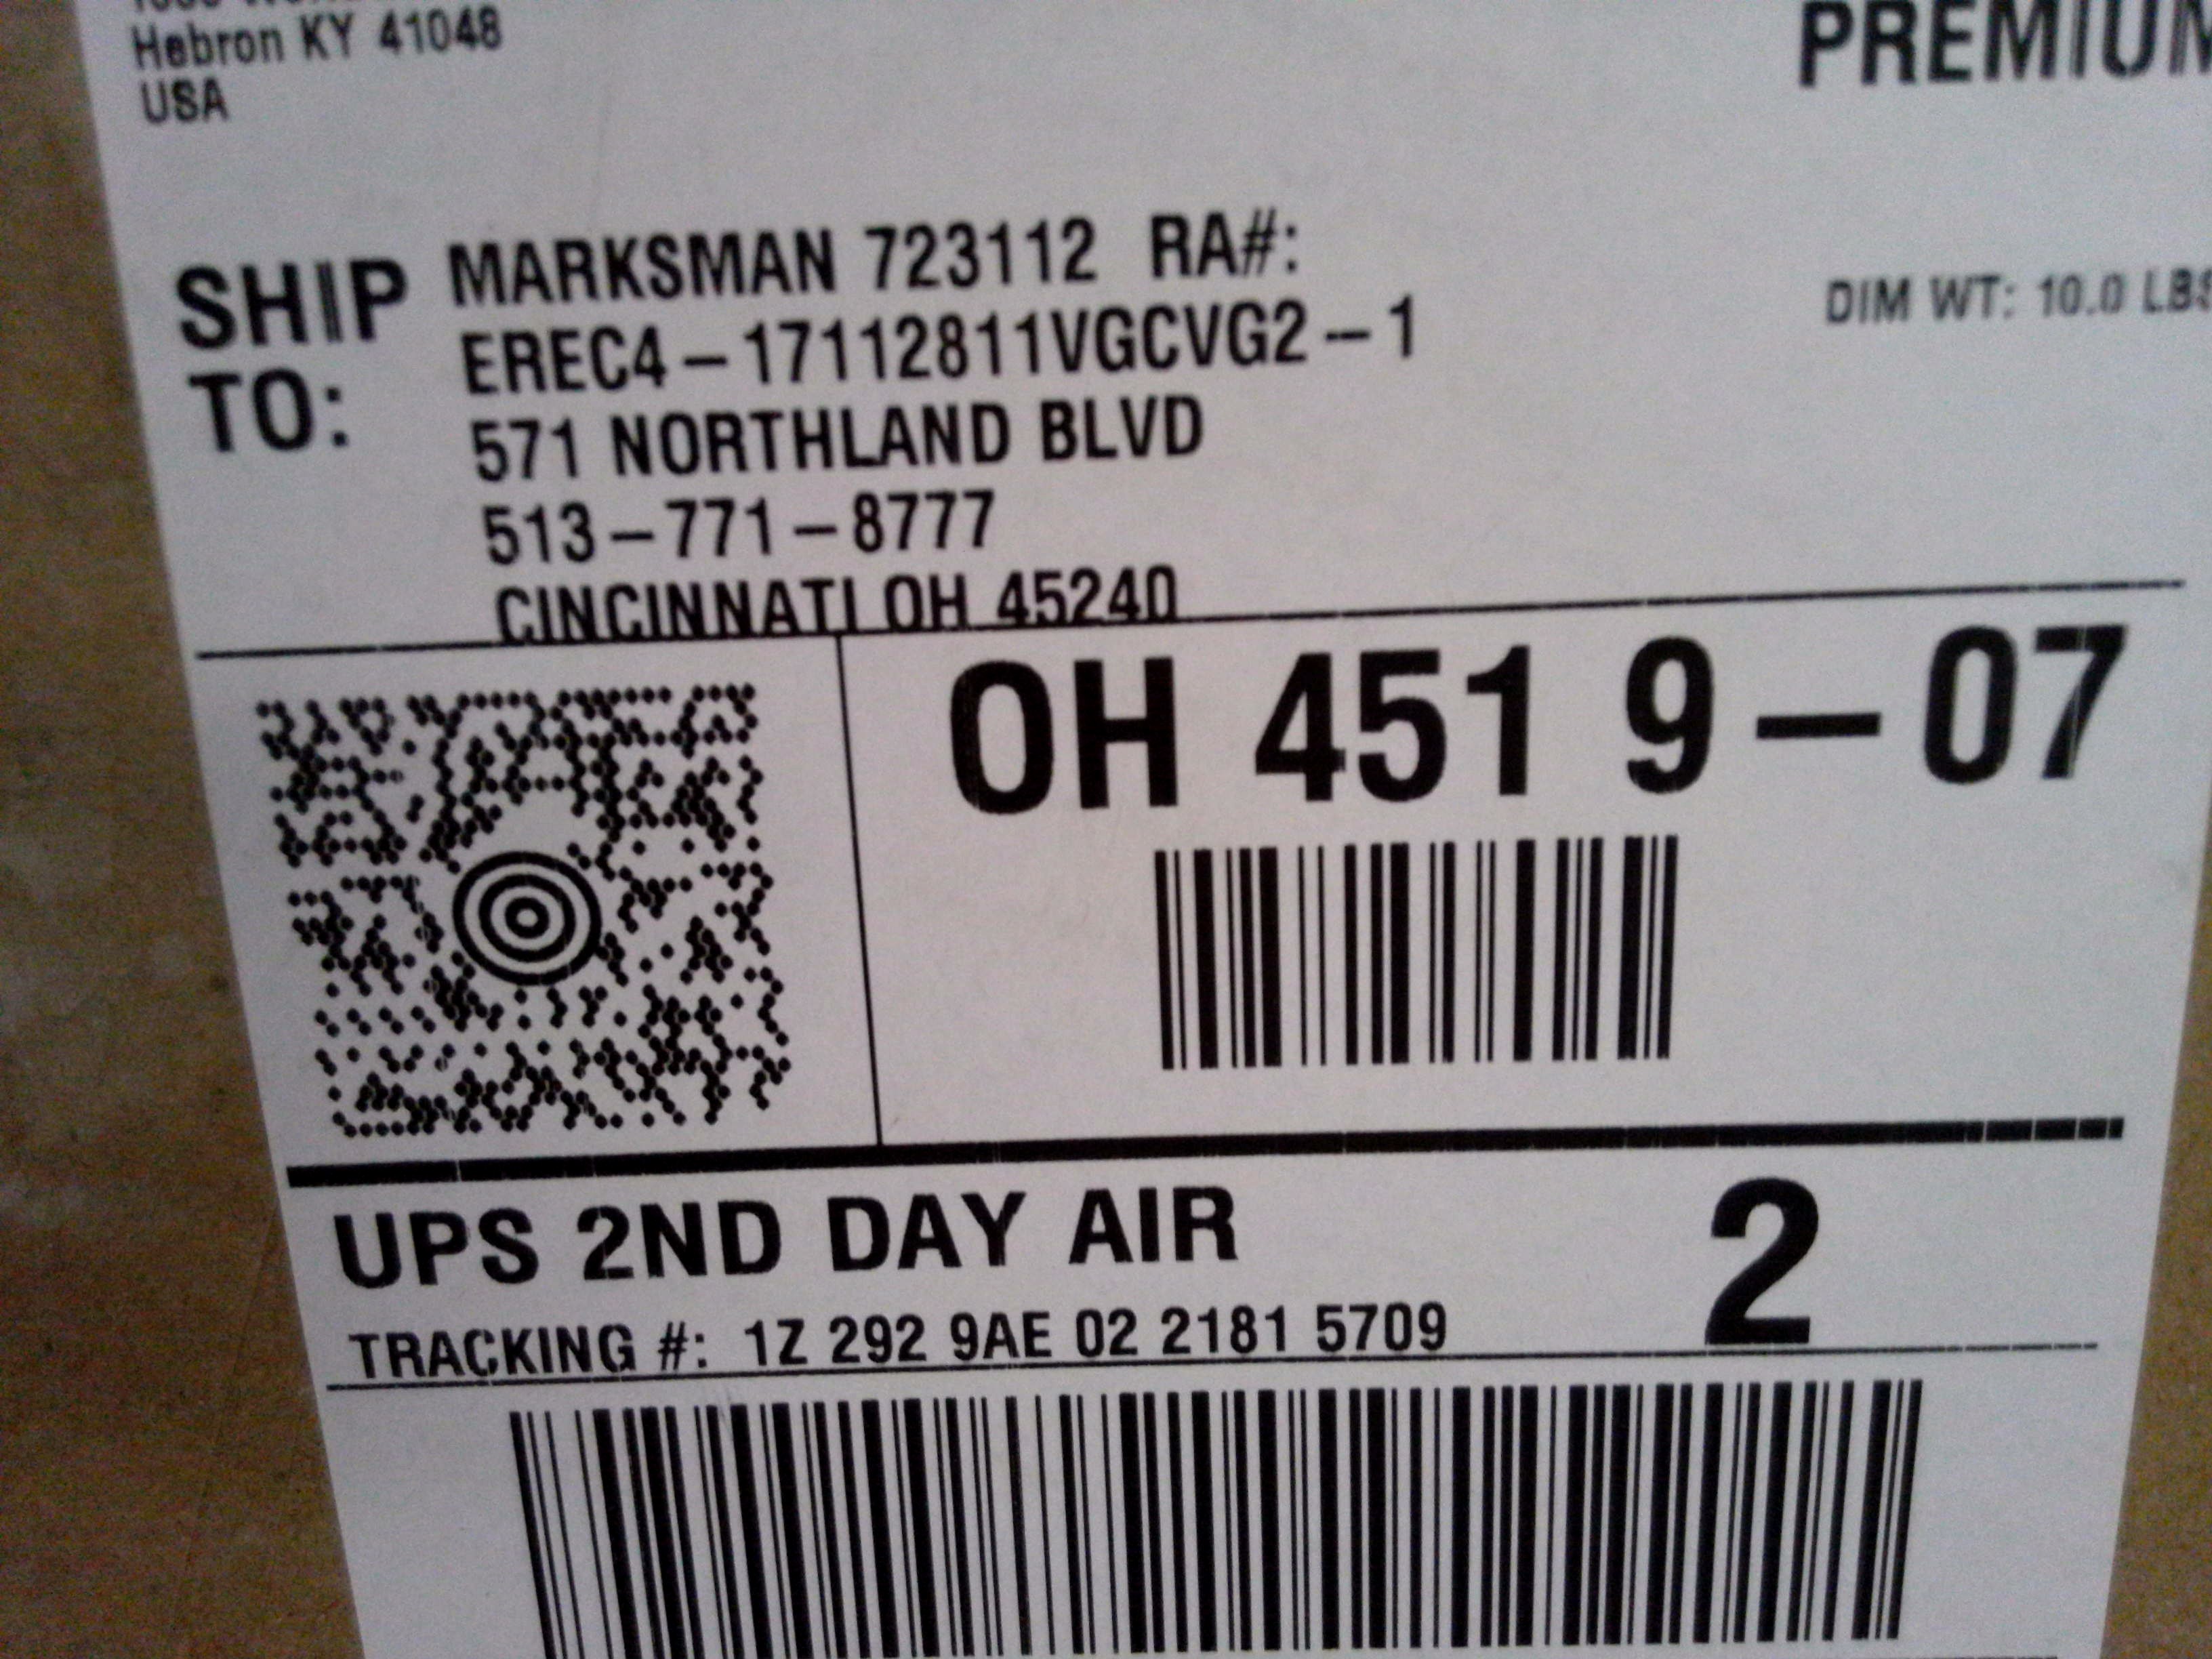 Hebron KY 41048
USA
PREMIUM
SHIP TO:
MARKSMAN 723112 RA#:
EREC4-17112811VGCVG2-1
571 NORTHLAND BLVD
513-771-8777
CINCINNATI OH 45240
DIM WT: 10.0 LBS
OH 451 9-07
UPS 2ND DAY AIR
2
TRACKING #: 1Z 292 9AE 02 2181 5709